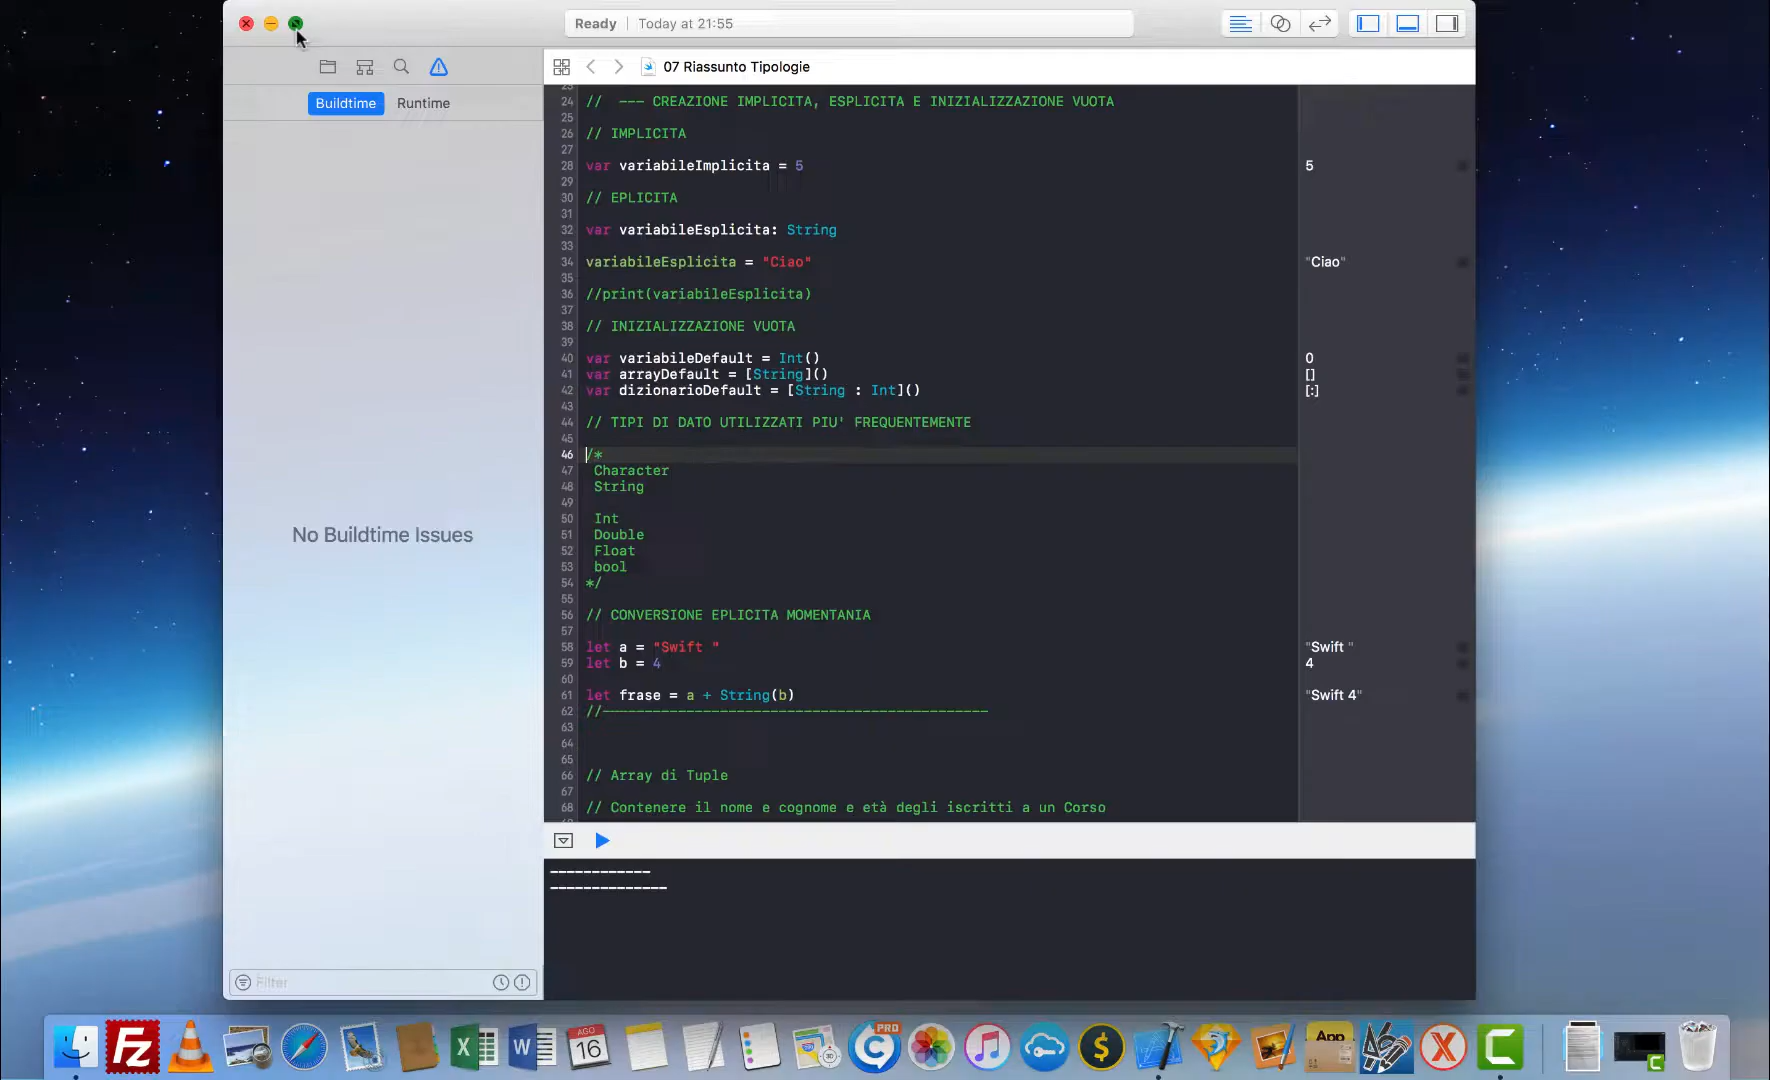 Ready | Today at 21:55
07 Riassunto Tipologie
Buildtime Runtime
No Buildtime Issues
Filter
23
24 //  --- CREAZIONE IMPLICITA, ESPLICITA E INIZIALIZZAZIONE VUOTA
25
26 // IMPLICITA
27
28 var variabileImplicita = 5 5
29
30 // EPLICITA
31
32 var variabileEsplicita: String
33
34 variabileEsplicita = "Ciao" "Ciao"
35
36 //print(variabileEsplicita)
37
38 // INIZIALIZZAZIONE VUOTA
39
40 var variabileDefault = Int() 0
41 var arrayDefault = [String]() []
42 var dizionarioDefault = [String : Int]() [:]
43
44 // TIPI DI DATO UTILIZZATI PIU' FREQUENTEMENTE
45
46 /*
47 Character
48 String
49
50 Int
51 Double
52 Float
53 bool
54 */
55
56 // CONVERSIONE EPLICITA MOMENTANIA
57
58 let a = "Swift " "Swift "
59 let b = 4 4
60
61 let frase = a + String(b) "Swift 4"
62 //----------------------------------------------
63
64
65
66 // Array di Tuple
67
68 // Contenere il nome e cognome e età degli iscritti a un Corso
------------
--------------
Fz
X
W
AGO
16
PRO
C
$
App
X
C